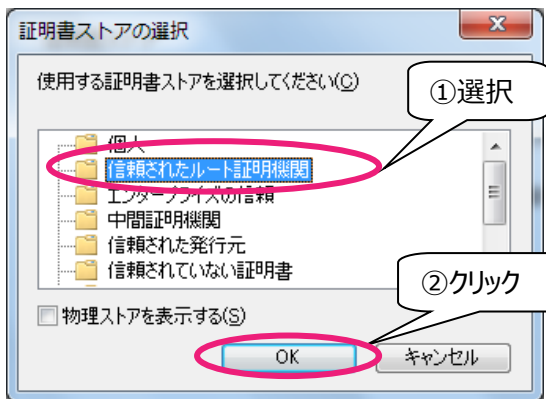 証明書ストアの選択
使用する証明書ストアを選択してください(C)
①選択
個人
信頼されたルート証明機関
エンタープライズの信頼
中間証明機関
信頼された発行元
信頼されていない証明書
②クリック
物理ストアを表示する(S)
OK
キャンセル